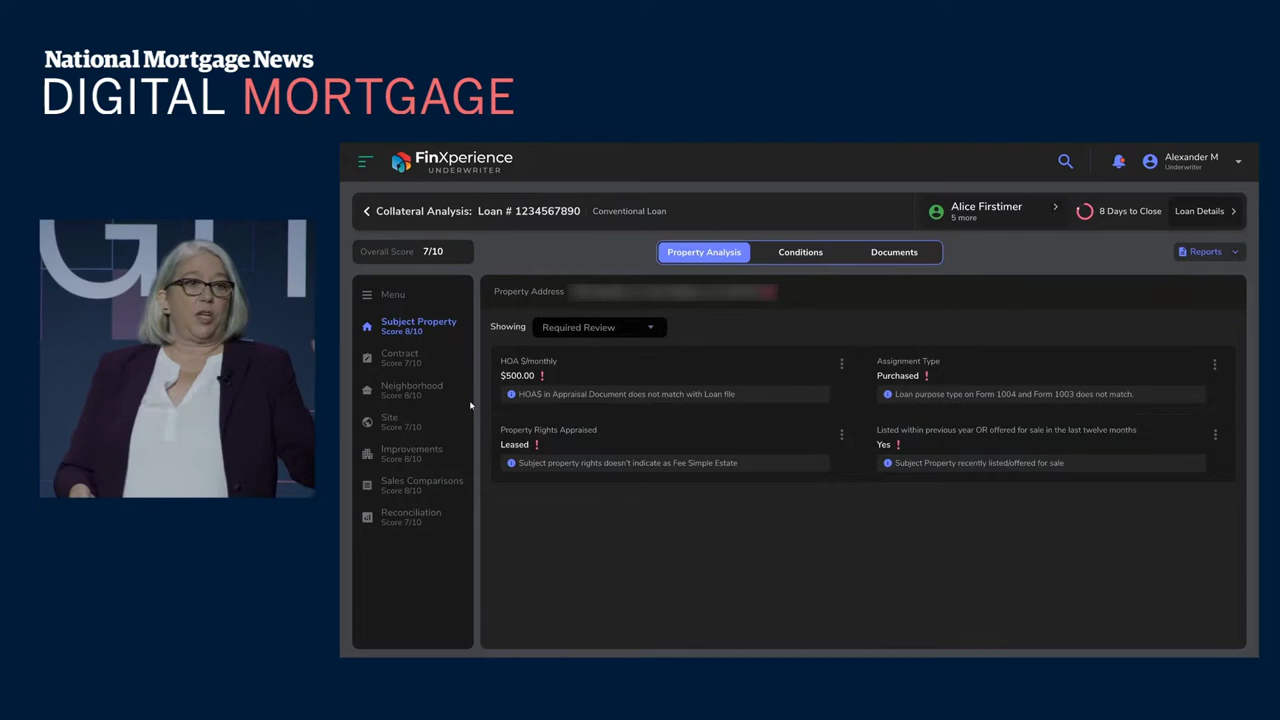 National Mortgage News
DIGITAL MORTGAGE
FinXperience
UNDERWRITER
Alexander M
Underwriter
Collateral Analysis: Loan # 1234567890 Conventional Loan
Alice Firstimer
5 more
8 Days to Close
Loan Details
Overall Score 7/10
Property Analysis
Conditions
Documents
Reports
Menu
Subject Property
Score 8/10
Contract
Score 7/10
Neighborhood
Score 8/10
Site
Score 7/10
Improvements
Score 8/10
Sales Comparisons
Score 8/10
Reconciliation
Score 7/10
Property Address
Showing Required Review
HOA $/monthly
$500.00 !
HOA$ in Appraisal Document does not match with Loan file
Assignment Type
Purchased !
Loan purpose type on Form 1004 and Form 1003 does not match.
Property Rights Appraised
Leased !
Subject property rights doesn't indicate as Fee Simple Estate
Listed within previous year OR offered for sale in the last twelve months
Yes !
Subject Property recently listed/offered for sale